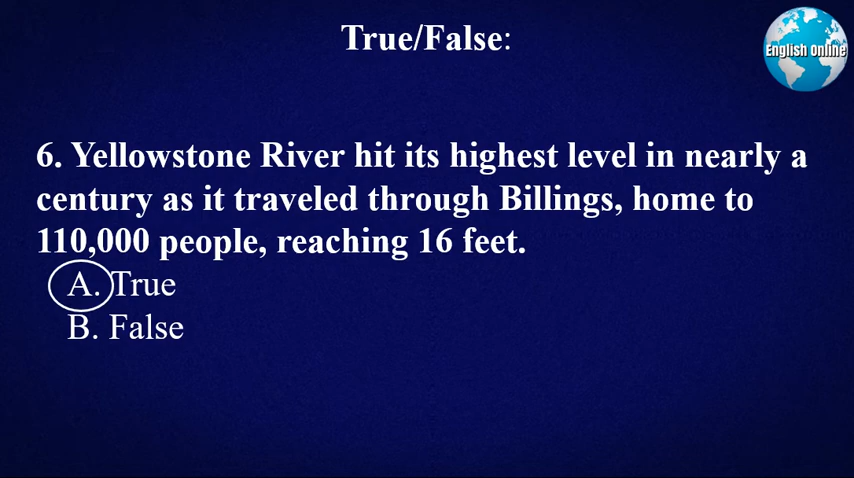 True/False:
English Online
6. Yellowstone River hit its highest level in nearly a
century as it traveled through Billings, home to
110,000 people, reaching 16 feet.
A. True
B. False